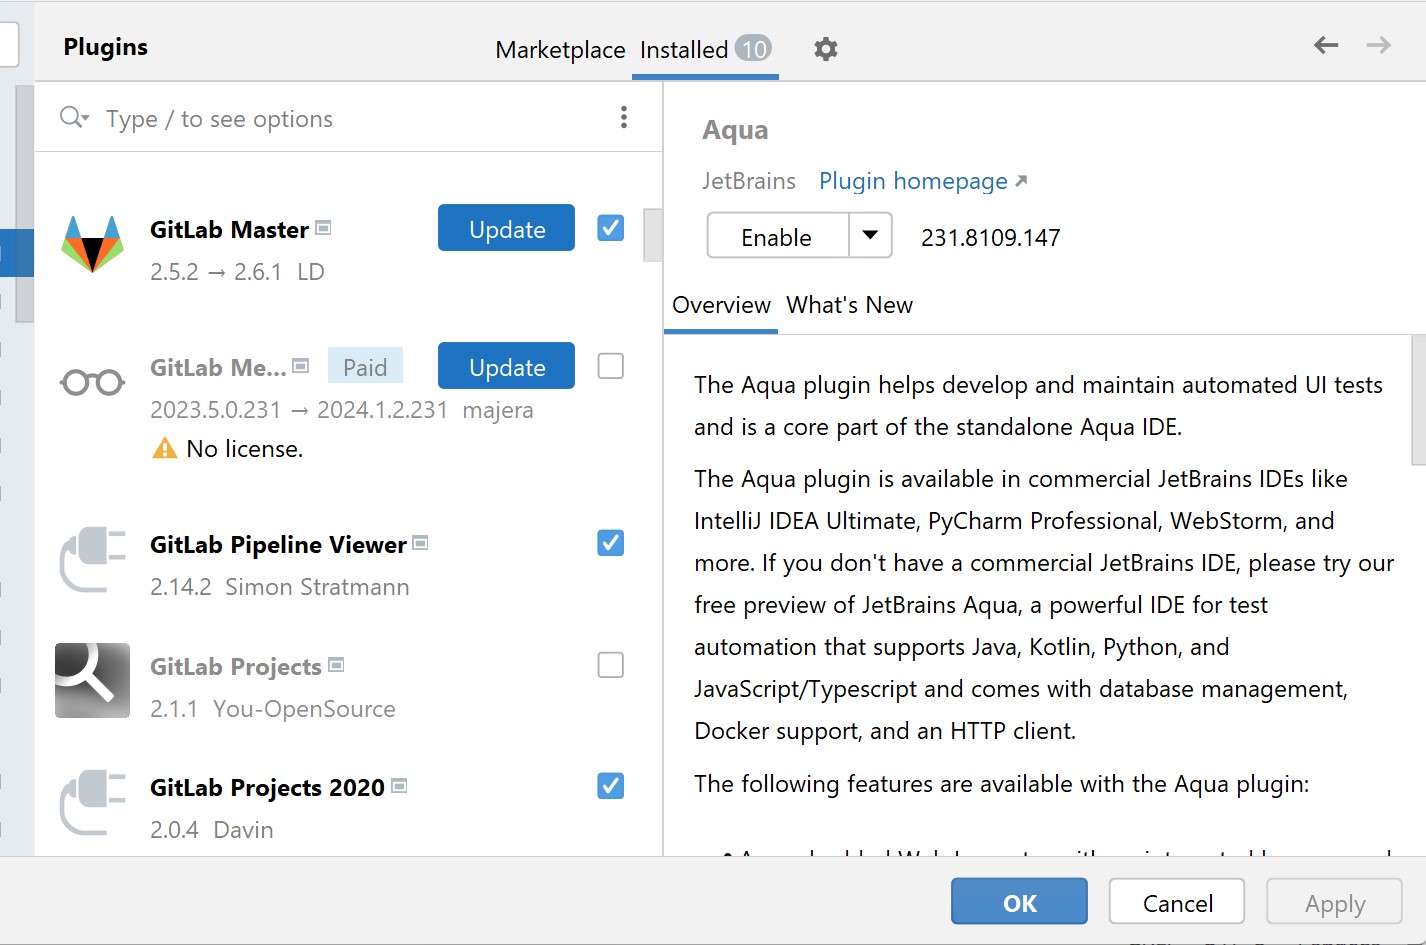 Plugins
Marketplace Installed 10
Type / to see options
GitLab Master Update
2.5.2 → 2.6.1 LD
GitLab Me... Paid Update
2023.5.0.231 → 2024.1.2.231 majera
No license.
GitLab Pipeline Viewer
2.14.2 Simon Stratmann
GitLab Projects
2.1.1 You-OpenSource
GitLab Projects 2020
2.0.4 Davin
Aqua
JetBrains Plugin homepage
Enable 231.8109.147
Overview What's New
The Aqua plugin helps develop and maintain automated UI tests
and is a core part of the standalone Aqua IDE.
The Aqua plugin is available in commercial JetBrains IDEs like
IntelliJ IDEA Ultimate, PyCharm Professional, WebStorm, and
more. If you don't have a commercial JetBrains IDE, please try our
free preview of JetBrains Aqua, a powerful IDE for test
automation that supports Java, Kotlin, Python, and
JavaScript/Typescript and comes with database management,
Docker support, and an HTTP client.
The following features are available with the Aqua plugin:
OK Cancel Apply